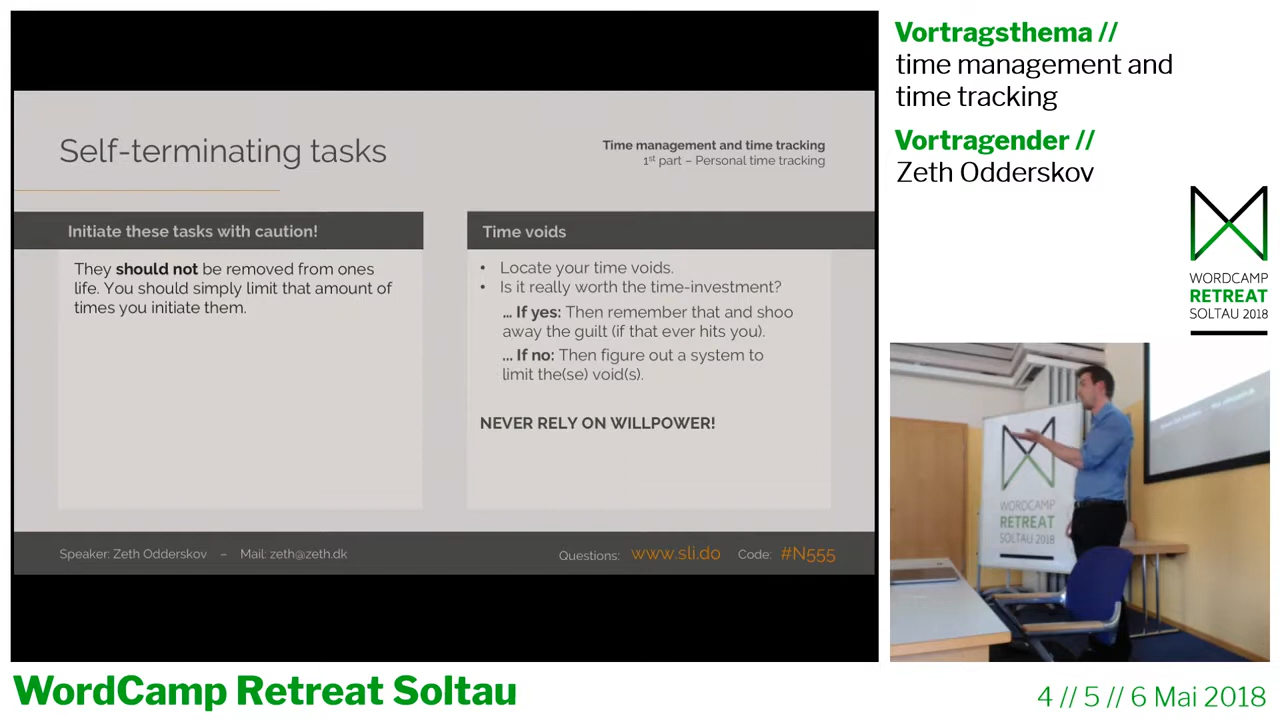 Self-terminating tasks
Time management and time tracking
1st part – Personal time tracking
Initiate these tasks with caution!
They should not be removed from ones
life. You should simply limit that amount of
times you initiate them.
Time voids
• Locate your time voids.
• Is it really worth the time-investment?
... If yes: Then remember that and shoo
away the guilt (if that ever hits you).
... If no: Then figure out a system to
limit the(se) void(s).
NEVER RELY ON WILLPOWER!
Speaker: Zeth Odderskov – Mail: zeth@zeth.dk
Questions: www.sli.do Code: #N555
Vortragsthema //
time management and
time tracking
Vortragender //
Zeth Odderskov
WORDCAMP
RETREAT
SOLTAU 2018
WORDCAMP
RETREAT
SOLTAU 2018
WordCamp Retreat Soltau
4 // 5 // 6 Mai 2018